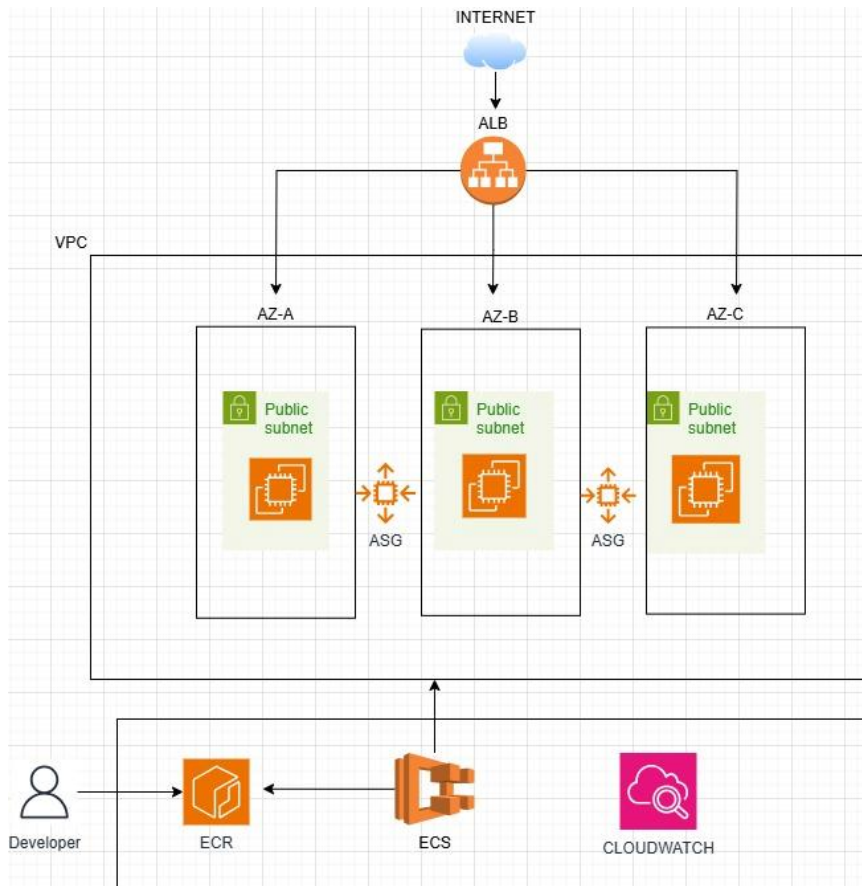 INTERNET
ALB
VPC
AZ-A
AZ-B
AZ-C
Public
subnet
Public
subnet
Public
subnet
ASG
ASG
Developer
ECR
ECS
CLOUDWATCH